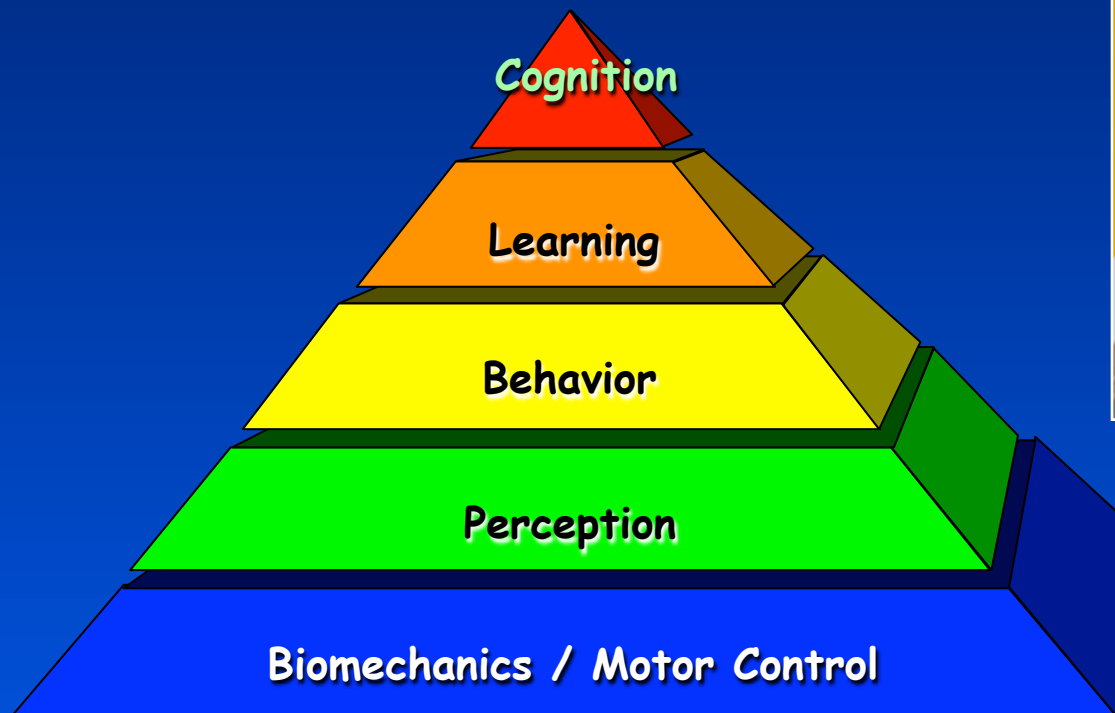 Cognition
Learning
Behavior
Perception
Biomechanics / Motor Control